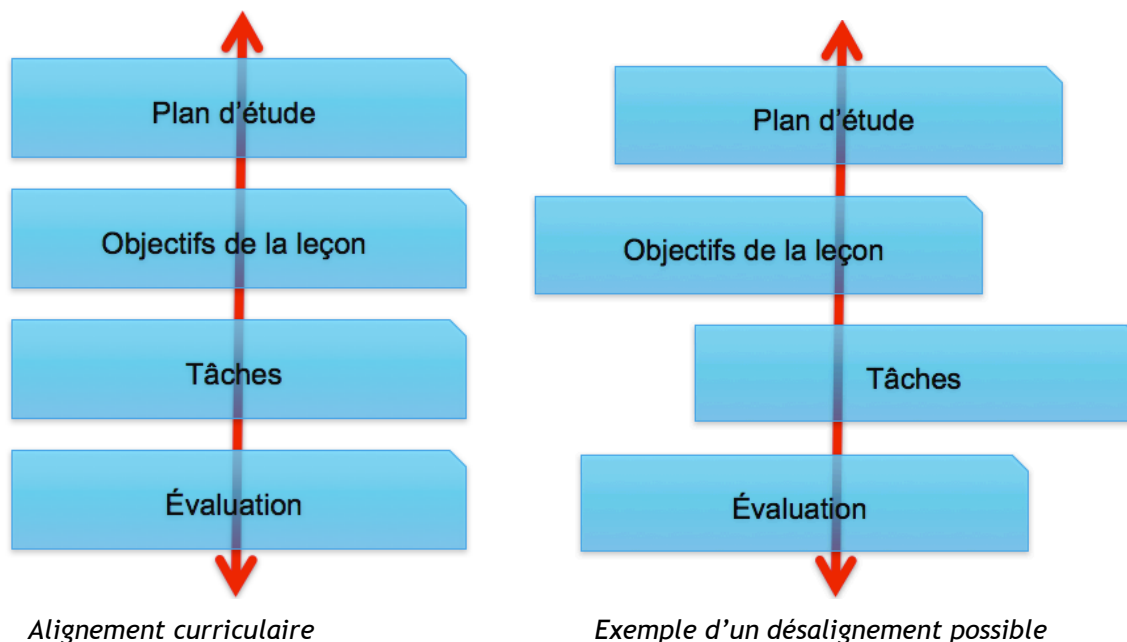 Plan d'étude
Objectifs de la leçon
Tâches
Évaluation
Alignement curriculaire
Plan d'étude
Objectifs de la leçon
Tâches
Évaluation
Exemple d'un désalignement possible